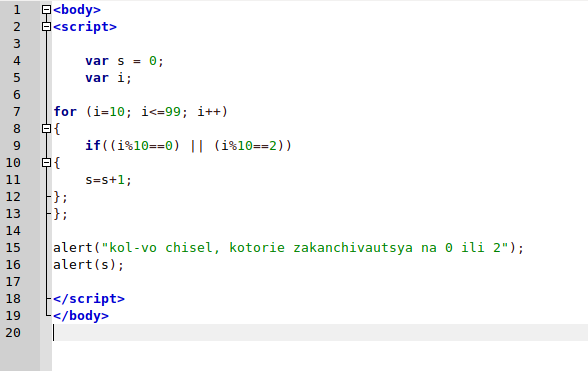 1 <body>
2 <script>
3
4 var s = 0;
5 var i;
6
7 for (i=10; i<=99; i++)
8 {
9 if((i%10==0) || (i%10==2))
10 {
11 s=s+1;
12 };
13 };
14
15 alert("kol-vo chisel, kotorie zakanchivautsya na 0 ili 2");
16 alert(s);
17
18 </script>
19 </body>
20